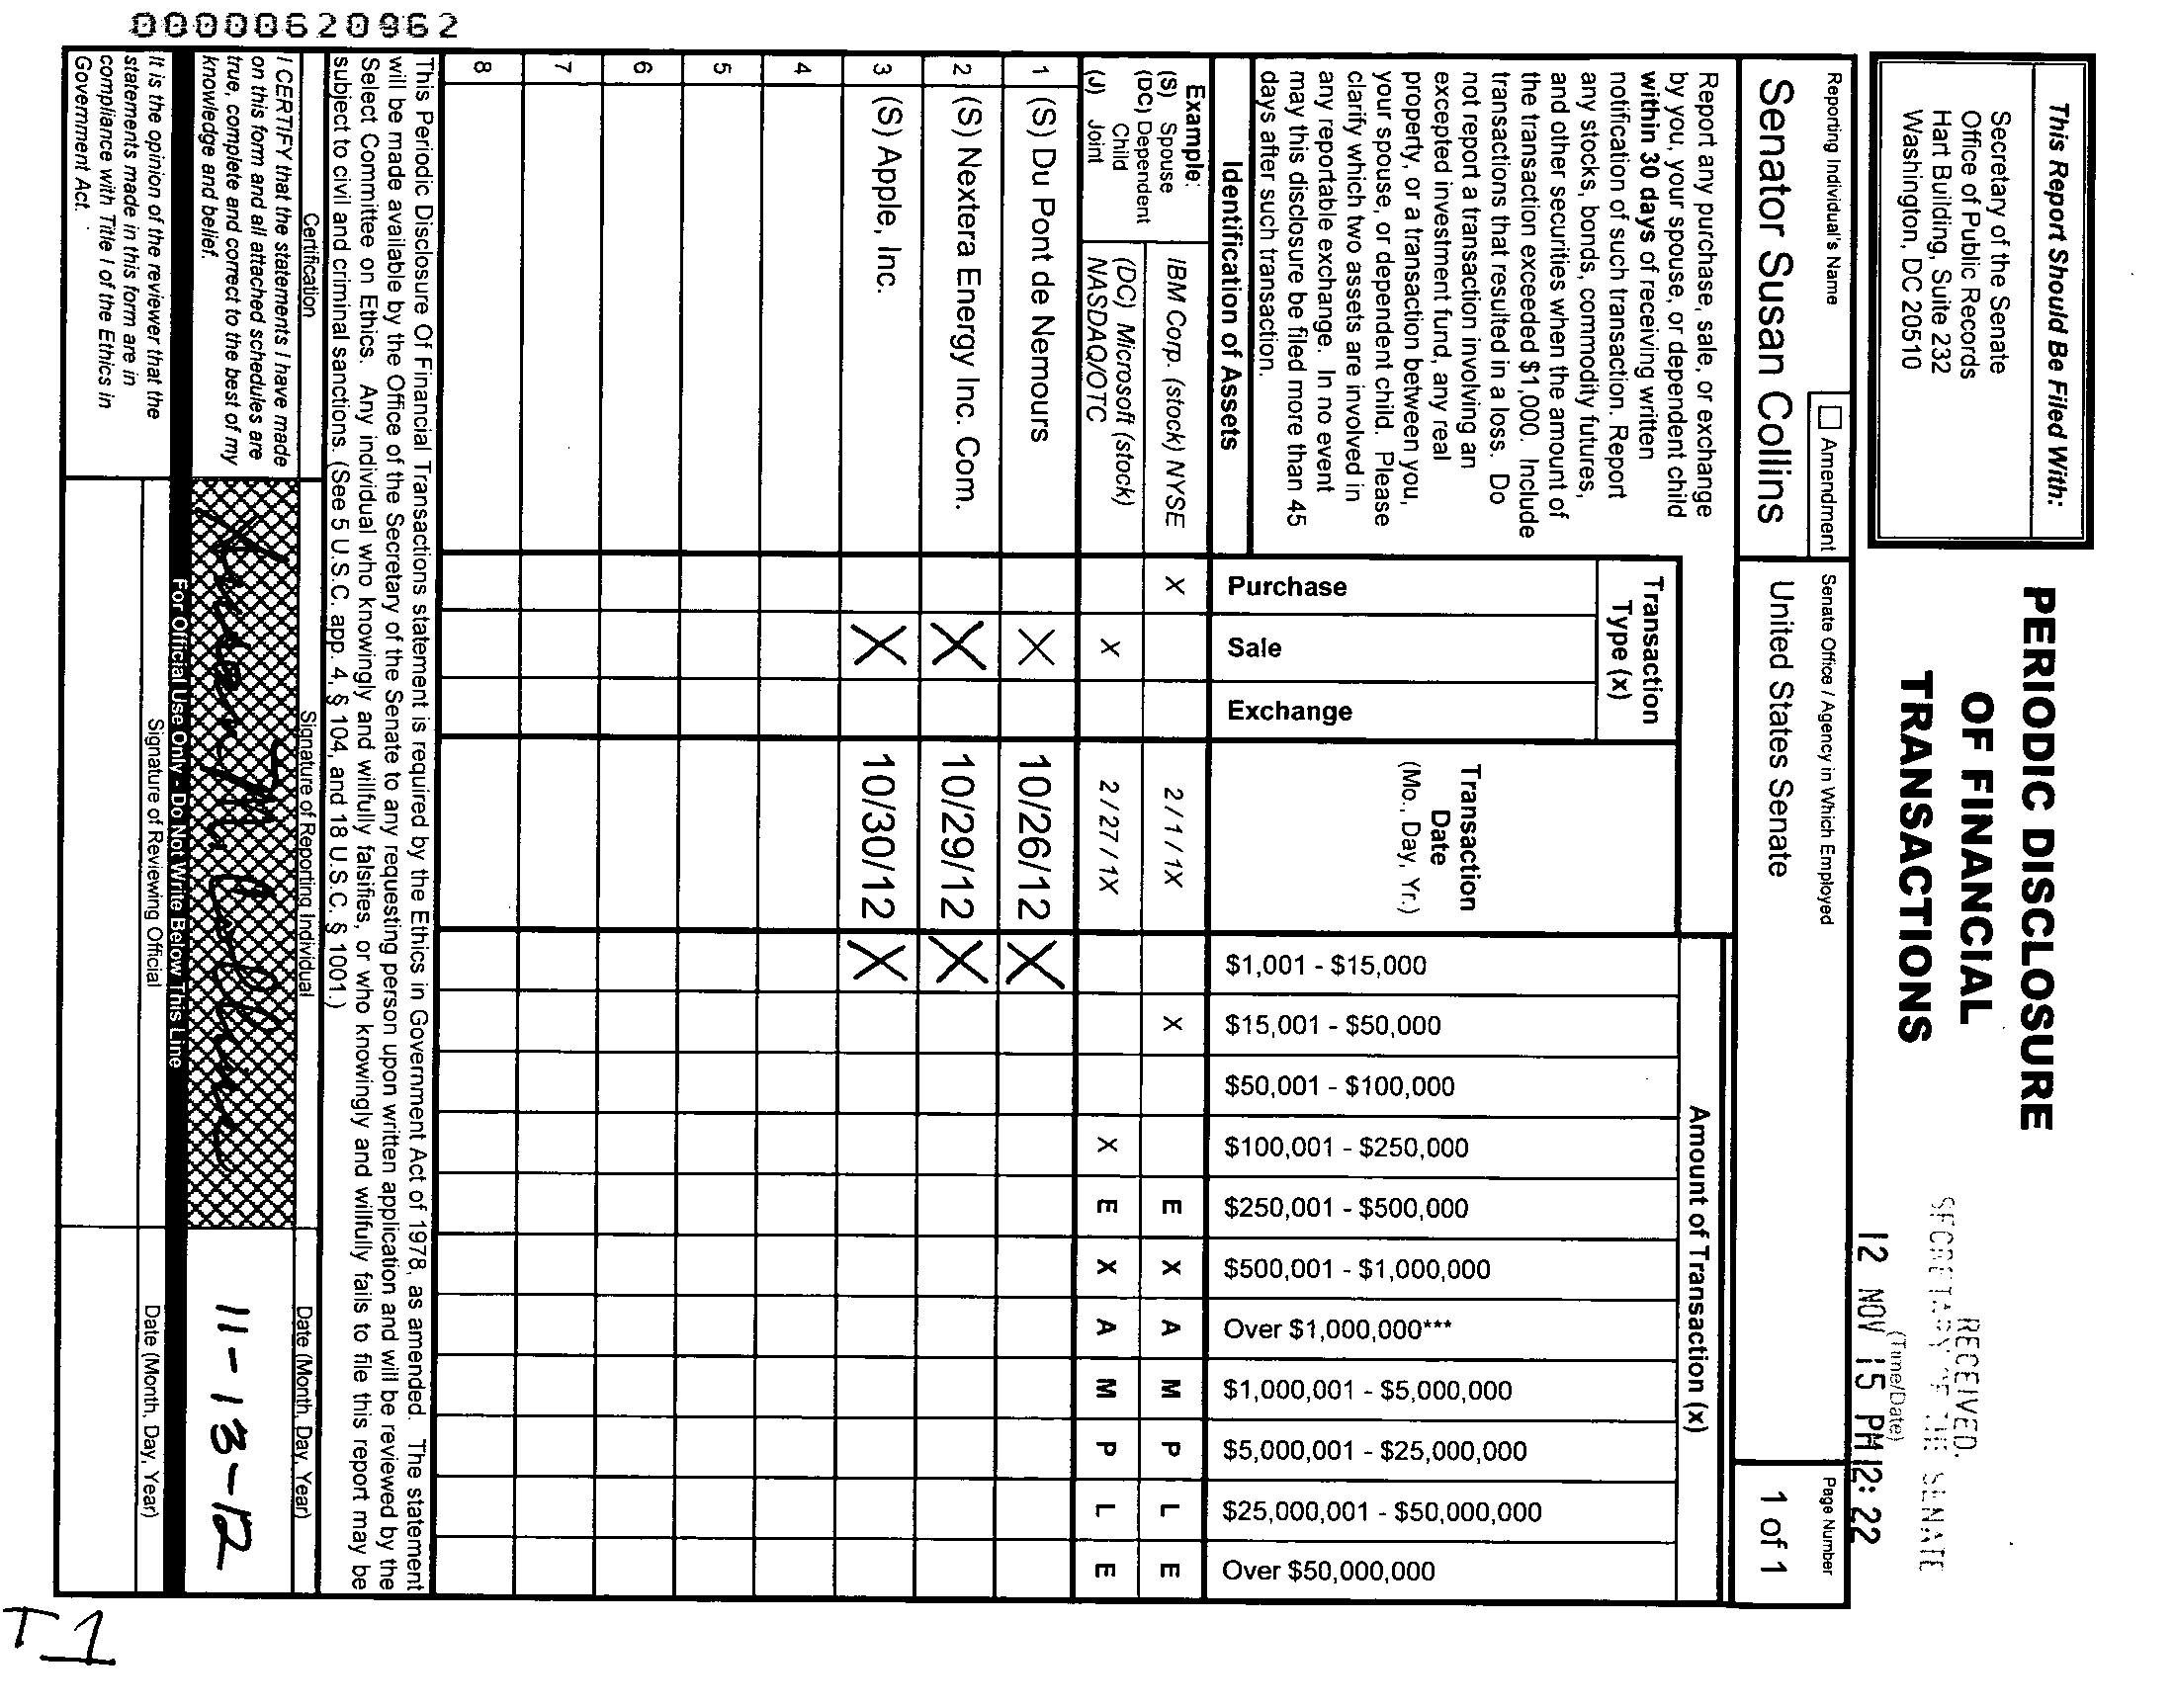 00000620962
This Report Should Be Filed With:
Secretary of the Senate
Office of Public Records
Hart Building, Suite 232
Washington, DC 20510
PERIODIC DISCLOSURE
OF FINANCIAL
TRANSACTIONS
RECEIVED
SECRETARY OF THE SENATE
(Time/Date)
12 NOV 15 PM 12:22
Reporting Individual's Name
Amendment
Senate Office / Agency in Which Employed
Page Number
Senator Susan Collins
United States Senate
1 of 1
Report any purchase, sale, or exchange
by you, your spouse, or dependent child
within 30 days of receiving written
notification of such transaction. Report
any stocks, bonds, commodity futures,
and other securities when the amount of
the transaction exceeded $1,000. Include
transactions that resulted in a loss. Do
not report a transaction involving an
excepted investment fund, any real
property, or a transaction between you,
your spouse, or dependent child. Please
clarify which two assets are involved in
any reportable exchange. In no event
may this disclosure be filed more than 45
days after such transaction.
Identification of Assets
Transaction
Type (x)
Purchase
Sale
Exchange
Transaction
Date
(Mo., Day, Yr.)
Amount of Transaction (x)
$1,001 - $15,000
$15,001 - $50,000
$50,001 - $100,000
$100,001 - $250,000
$250,001 - $500,000
$500,001 - $1,000,000
Over $1,000,000***
$1,000,001 - $5,000,000
$5,000,001 - $25,000,000
$25,000,001 - $50,000,000
Over $50,000,000
Example:
(S) Spouse
(DC) Dependent
Child
(J) Joint
IBM Corp. (stock) NYSE X 2 / 1 / 1X X E X A M P L E
(DC) Microsoft (stock)
NASDAQ/OTC X 2 / 27 / 1X X E X A M P L E
1 (S) Du Pont de Nemours X 10/26/12 X
2 (S) Nextera Energy Inc. Com. X 10/29/12 X
3 (S) Apple, Inc. X 10/30/12 X
4
5
6
7
8
This Periodic Disclosure Of Financial Transactions statement is required by the Ethics in Government Act of 1978, as amended. The statement
will be made available by the Office of the Secretary of the Senate to any requesting person upon written application and will be reviewed by the
Select Committee on Ethics. Any individual who knowingly and willfully falsifies, or who knowingly and willfully fails to file this report may be
subject to civil and criminal sanctions. (See 5 U.S.C. app. 4, § 104, and 18 U.S.C. § 1001.)
Certification
Signature of Reporting Individual
Date (Month, Day, Year)
I CERTIFY that the statements I have made
on this form and all attached schedules are
true, complete and correct to the best of my
knowledge and belief.
Susan M Collins
11-13-12
For Official Use Only - Do Not Write Below This Line
It is the opinion of the reviewer that the
statements made in this form are in
compliance with Title I of the Ethics in
Government Act.
Signature of Reviewing Official
Date (Month, Day, Year)
T1